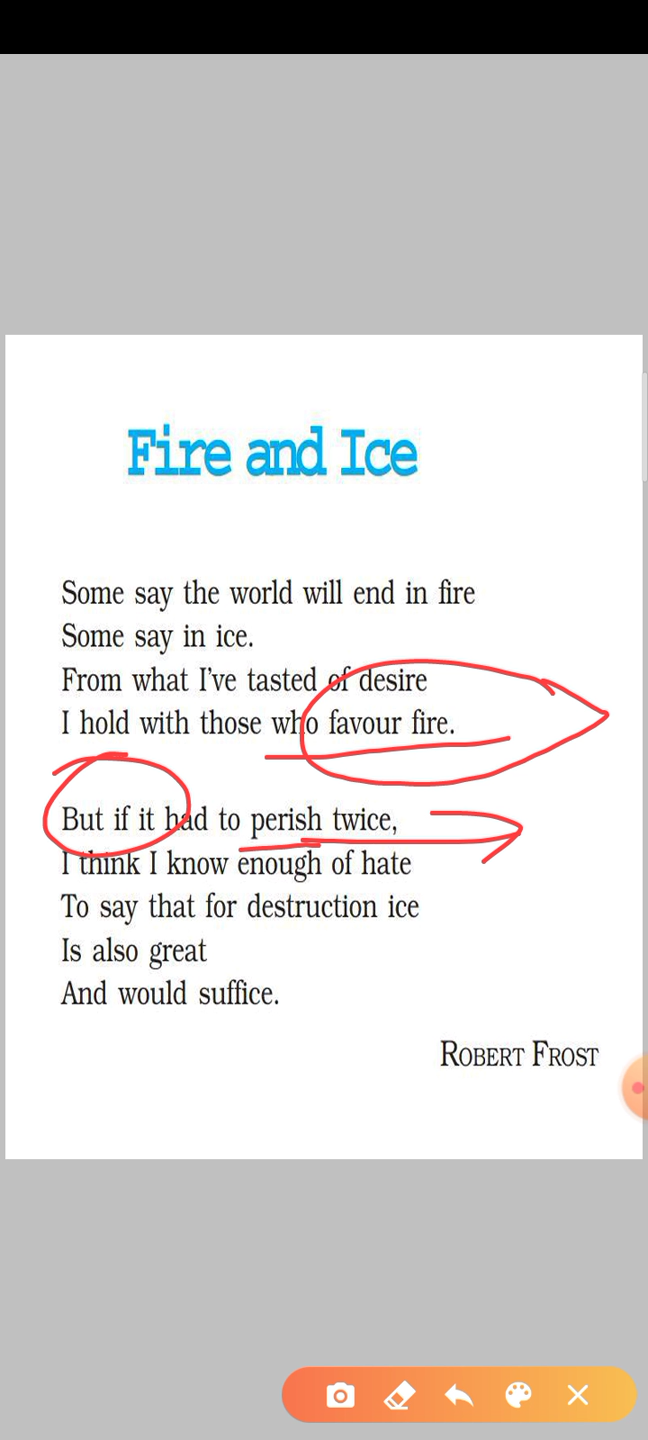 Fire and Ice
Some say the world will end in fire
Some say in ice.
From what I've tasted of desire
I hold with those who favour fire.
But if it had to perish twice,
I think I know enough of hate
To say that for destruction ice
Is also great
And would suffice.
ROBERT FROST